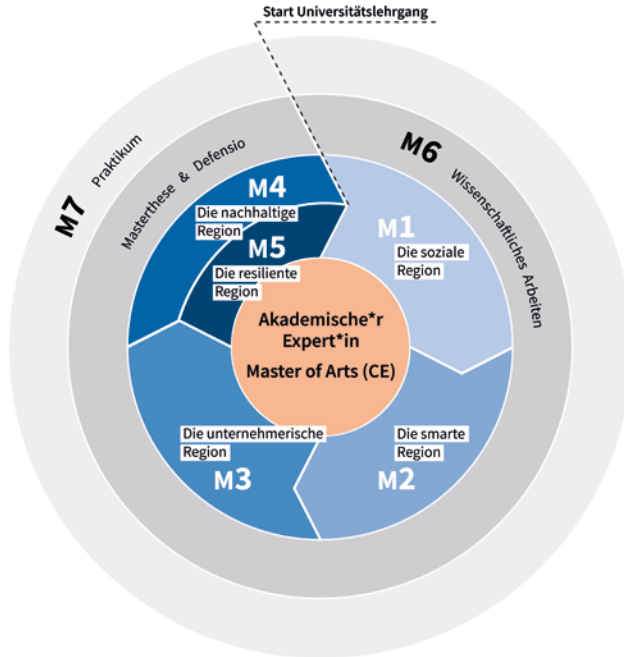 Start Universitätslehrgang
M7 Praktikum
Masterthese & Defensio
M6 Wissenschaftliches Arbeiten
M4
Die nachhaltige
Region
M5
Die resiliente
Region
M1
Die soziale
Region
Akademische*r
Expert*in
Master of Arts (CE)
Die unternehmerische
Region
M3
Die smarte
Region
M2